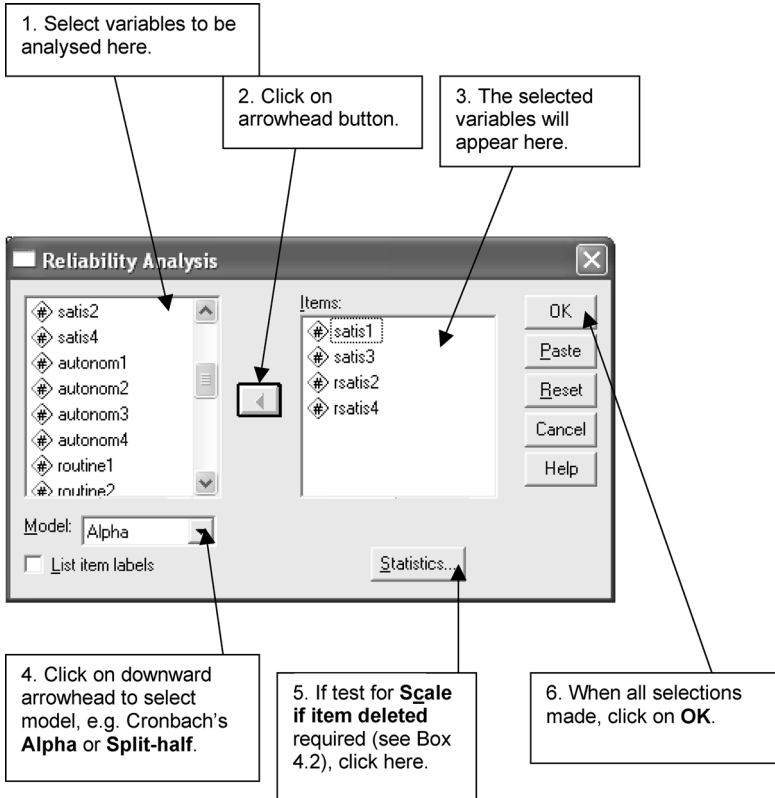 1. Select variables to be
analysed here.
2. Click on
arrowhead button.
3. The selected
variables will
appear here.
Reliability Analysis
satis2
satis4
autonom1
autonom2
autonom3
autonom4
routine1
routine2
Items:
satis1
satis3
rsatis2
rsatis4
OK
Paste
Reset
Cancel
Help
Model:
Alpha
List item labels
Statistics...
4. Click on downward
arrowhead to select
model, e.g. Cronbach's
Alpha or Split-half.
5. If test for Scale
if item deleted
required (see Box
4.2), click here.
6. When all selections
made, click on OK.